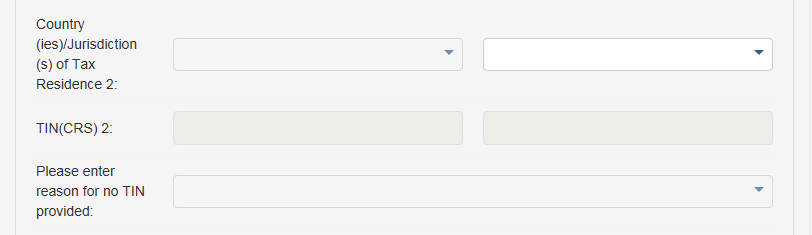 Country
(ies)/Jurisdiction
(s) of Tax
Residence 2:
TIN(CRS) 2:
Please enter
reason for no TIN
provided: